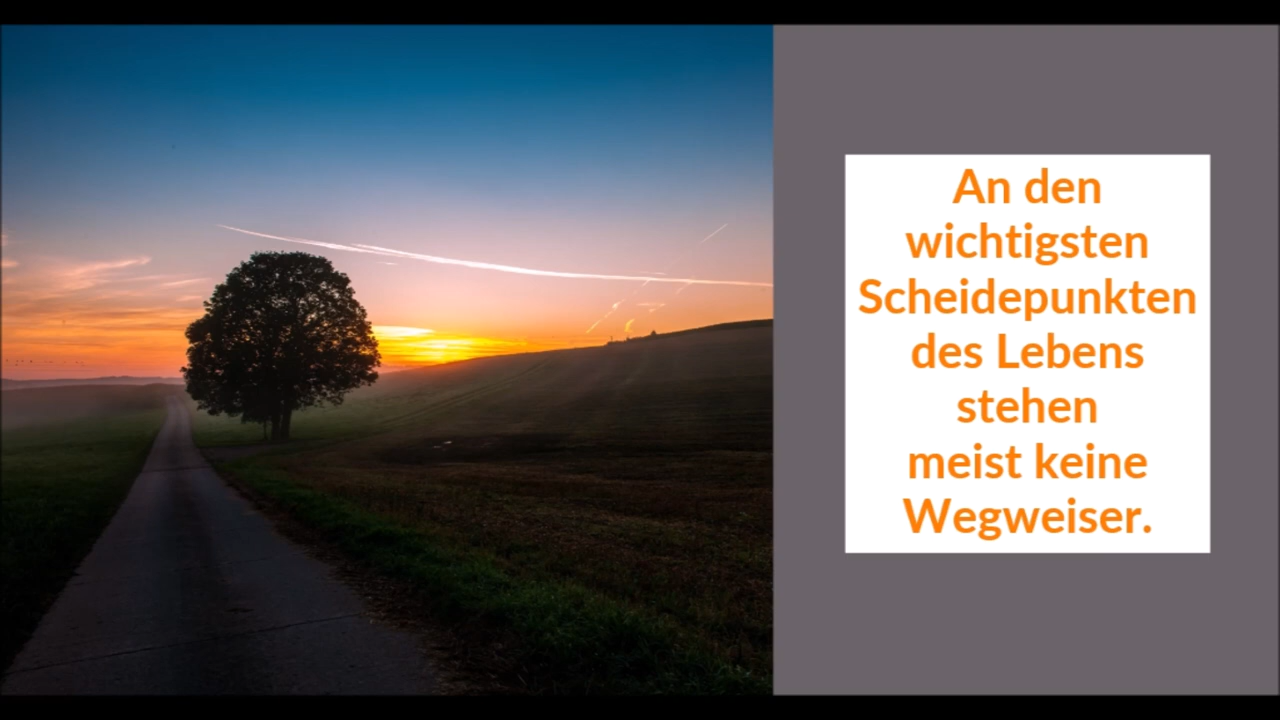 An den
wichtigsten
Scheidepunkten
des Lebens
stehen
meist keine
Wegweiser.